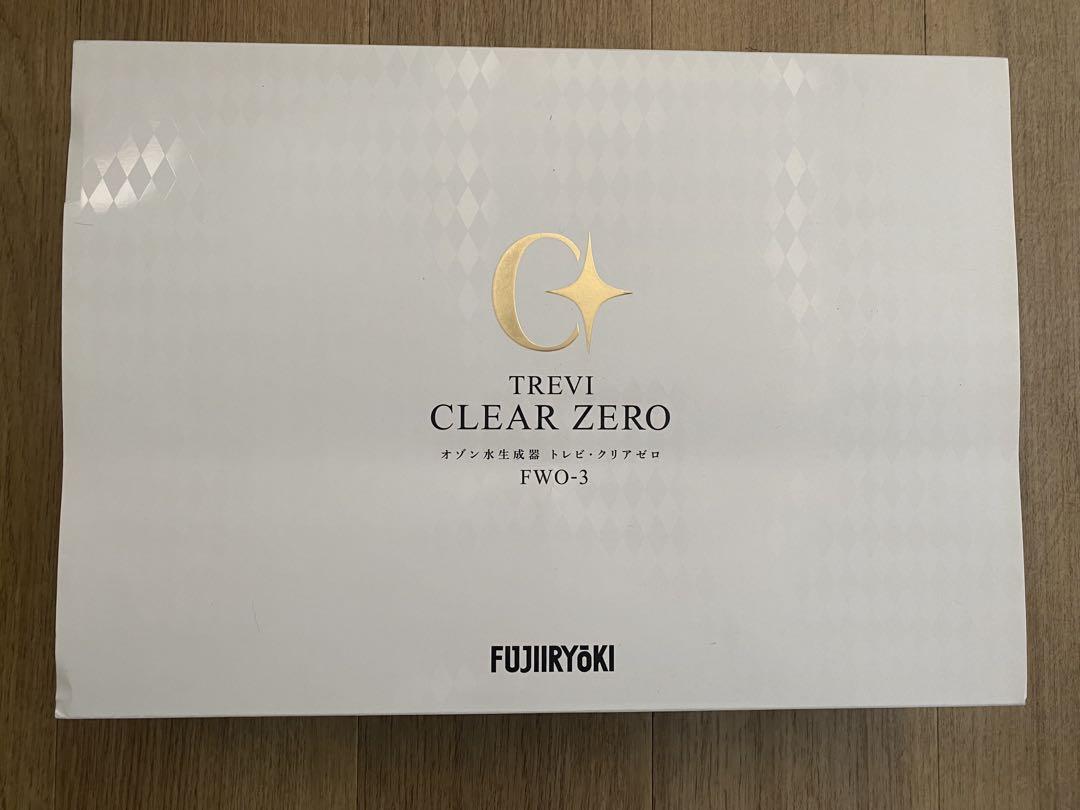 C
TREVI
CLEAR ZERO
オゾン水生成器 トレビ・クリアゼロ
FWO-3
FUJIIRYōKI